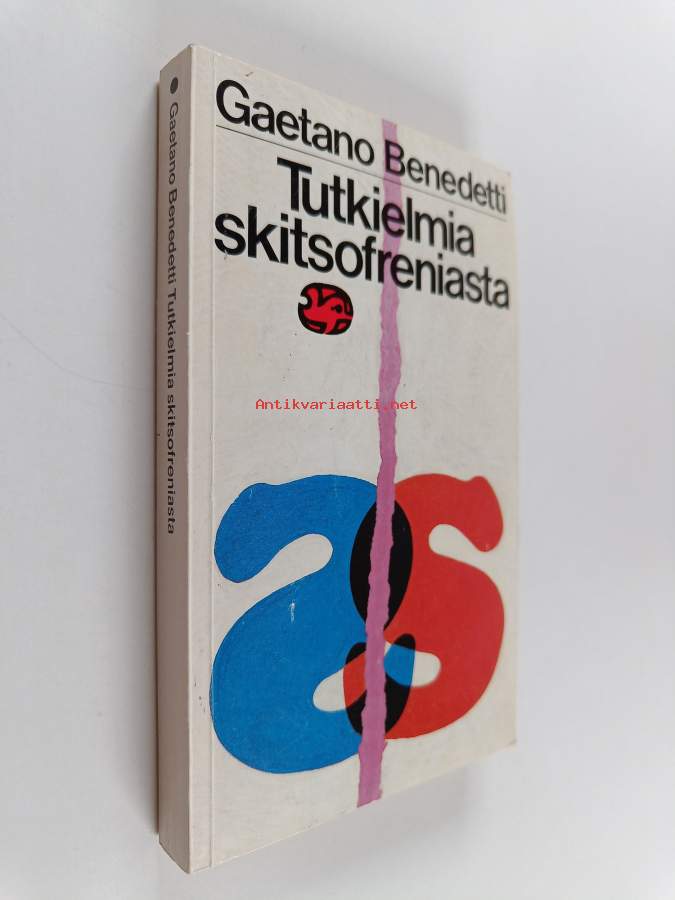 Gaetano Benedetti
Tutkielmia
skitsofreniasta
Antikvariaatti.net
Gaetano Benedetti Tutkielmia skitsofreniasta